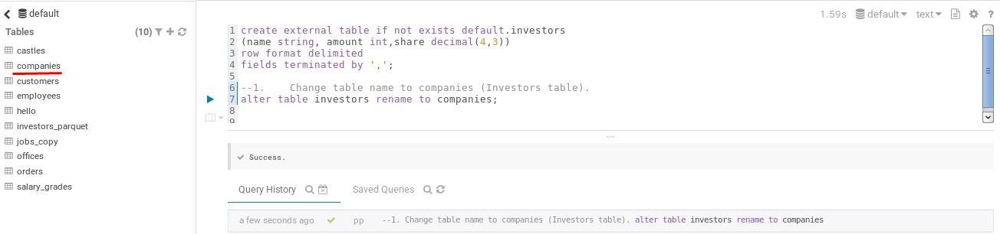 default
Tables (10)
castles
companies
customers
employees
hello
investors_parquet
jobs_copy
offices
orders
salary_grades
1.59s default text ?
1 create external table if not exists default.investors
2 (name string, amount int,share decimal(4,3))
3 row format delimited
4 fields terminated by ',';
5
6 --1. Change table name to companies (Investors table).
7 alter table investors rename to companies;
8
9
Success.
Query History Saved Queries
a few seconds ago pp --1. Change table name to companies (Investors table). alter table investors rename to companies